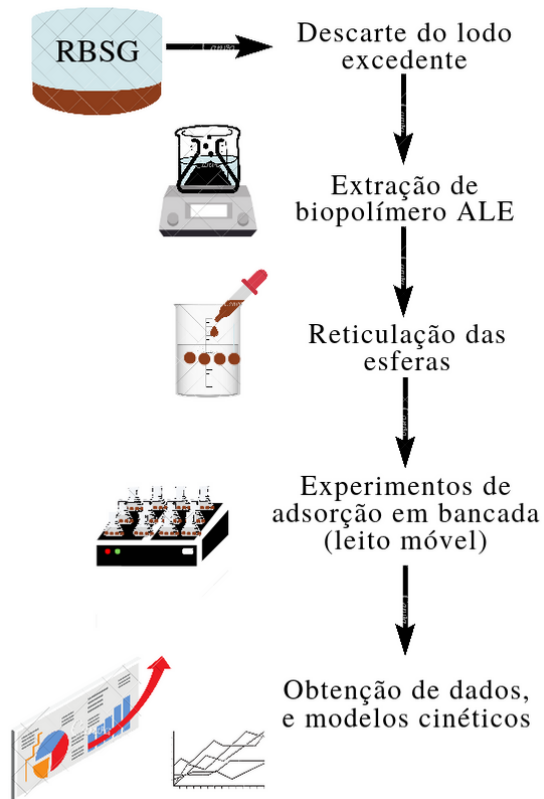 RBSG
Descarte do lodo
excedente
Extração de
biopolímero ALE
Reticulação das
esferas
Experimentos de
adsorção em bancada
(leito móvel)
Obtenção de dados,
e modelos cinéticos